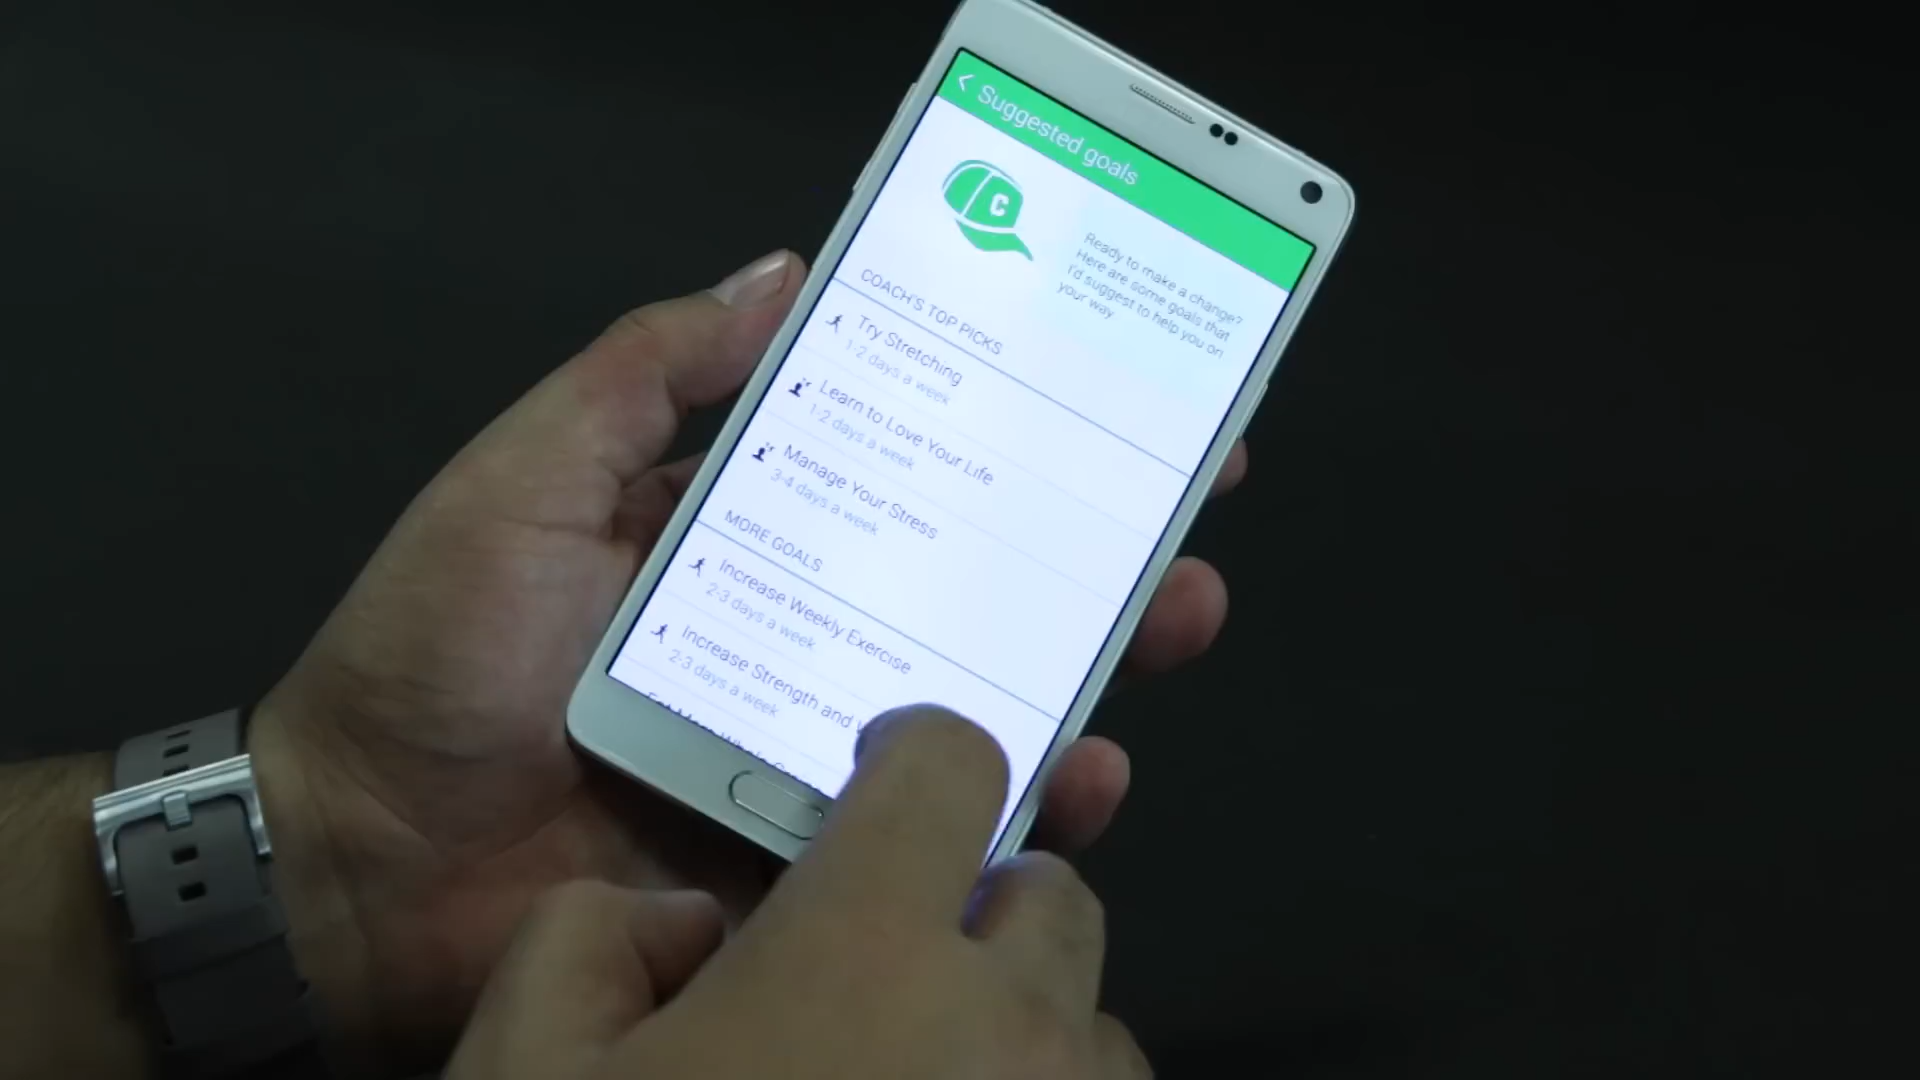 Suggested goals
C
Ready to make a change?
Here are some goals that
I'd suggest to help you on
your way
COACH'S TOP PICKS
Try Stretching
1-2 days a week
Learn to Love Your Life
1-2 days a week
Manage Your Stress
3-4 days a week
MORE GOALS
Increase Weekly Exercise
2-3 days a week
Increase Strength and
2-3 days a week